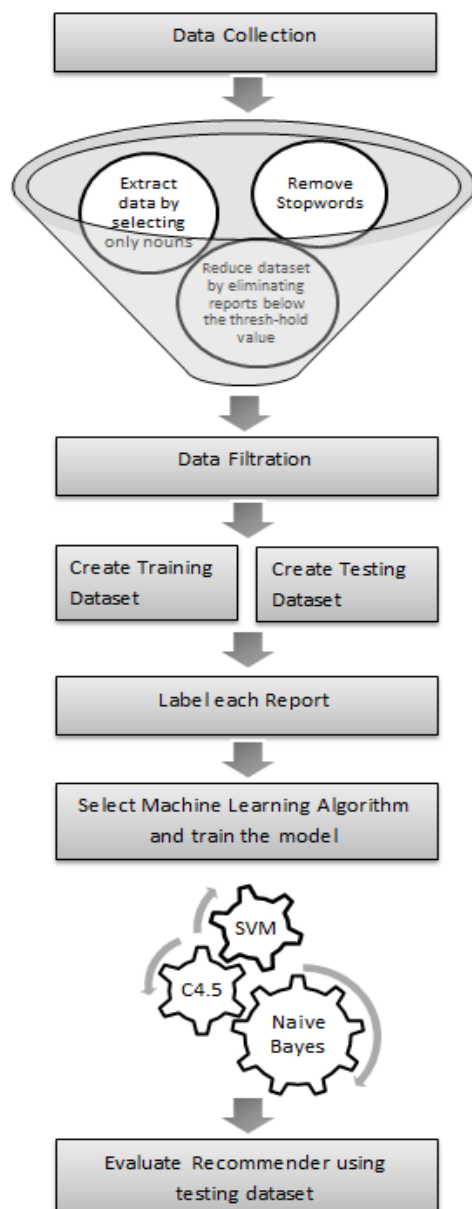 Data Collection
Extract
data by
selecting
only nouns
Remove
Stopwords
Reduce dataset
by eliminating
reports below
the thresh-hold
value
Data Filtration
Create Training
Dataset
Create Testing
Dataset
Label each Report
Select Machine Learning Algorithm
and train the model
SVM
C4.5
Naive
Bayes
Evaluate Recommender using
testing dataset